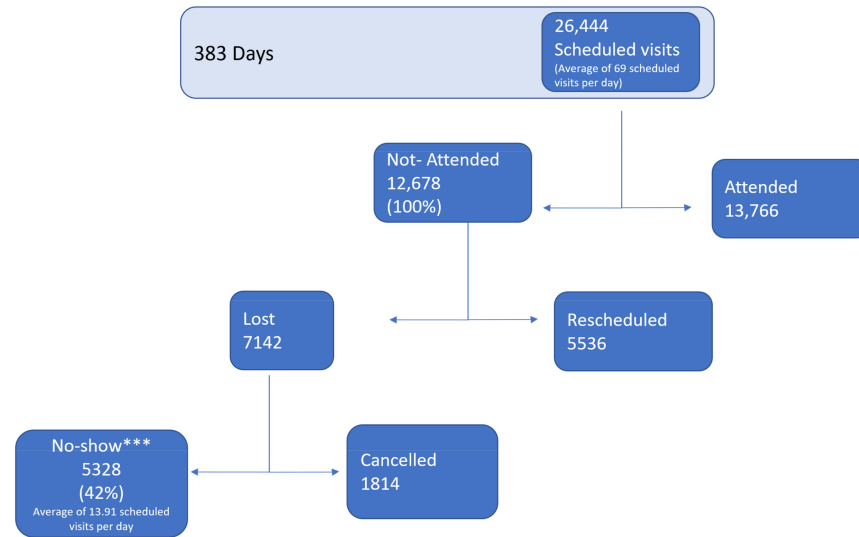 383 Days
26,444
Scheduled visits
(Average of 69 scheduled
visits per day)
Not- Attended
12,678
(100%)
Attended
13,766
Lost
7142
Rescheduled
5536
No-show***
5328
(42%)
Average of 13.91 scheduled
visits per day
Cancelled
1814